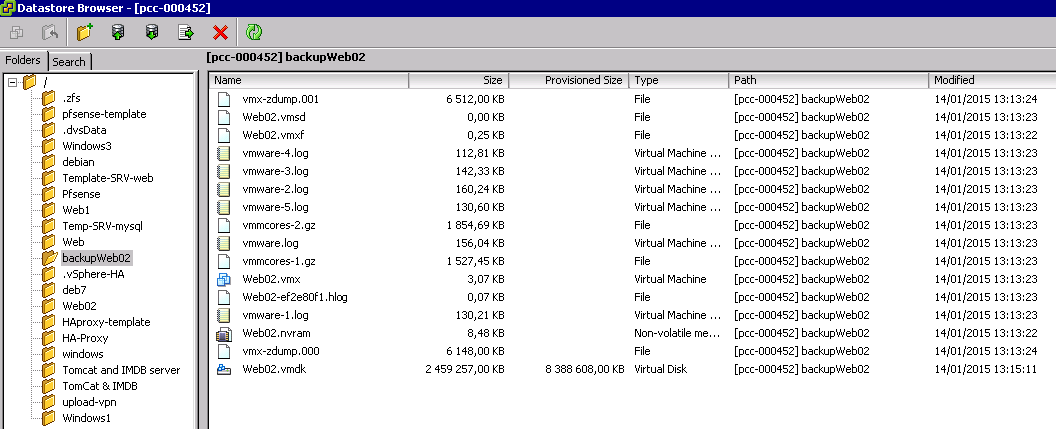 Datastore Browser - [pcc-000452]
Folders Search
[pcc-000452] backupWeb02
/
.zfs
pfsense-template
.dvsData
Windows3
debian
Template-SRV-web
Pfsense
Web1
Temp-SRV-mysql
Web
backupWeb02
.vSphere-HA
deb7
Web02
HAproxy-template
HA-Proxy
windows
Tomcat and IMDB server
TomCat & IMDB
upload-vpn
Windows1
Name Size Provisioned Size Type Path Modified
vmx-zdump.001 6 512,00 KB File [pcc-000452] backupWeb02 14/01/2015 13:13:24
Web02.vmsd 0,00 KB File [pcc-000452] backupWeb02 14/01/2015 13:13:23
Web02.vmxf 0,25 KB File [pcc-000452] backupWeb02 14/01/2015 13:13:22
vmware-4.log 112,81 KB Virtual Machine ... [pcc-000452] backupWeb02 14/01/2015 13:13:23
vmware-3.log 142,33 KB Virtual Machine ... [pcc-000452] backupWeb02 14/01/2015 13:13:23
vmware-2.log 160,24 KB Virtual Machine ... [pcc-000452] backupWeb02 14/01/2015 13:13:23
vmware-5.log 130,60 KB Virtual Machine ... [pcc-000452] backupWeb02 14/01/2015 13:13:23
vmmcores-2.gz 1 854,69 KB File [pcc-000452] backupWeb02 14/01/2015 13:13:23
vmware.log 156,04 KB Virtual Machine ... [pcc-000452] backupWeb02 14/01/2015 13:13:23
vmmcores-1.gz 1 527,45 KB File [pcc-000452] backupWeb02 14/01/2015 13:13:23
Web02.vmx 3,07 KB Virtual Machine [pcc-000452] backupWeb02 14/01/2015 13:13:23
Web02-ef2e80f1.hlog 0,07 KB File [pcc-000452] backupWeb02 14/01/2015 13:13:23
vmware-1.log 130,21 KB Virtual Machine ... [pcc-000452] backupWeb02 14/01/2015 13:13:23
Web02.nvram 8,48 KB Non-volatile me... [pcc-000452] backupWeb02 14/01/2015 13:13:22
vmx-zdump.000 6 148,00 KB File [pcc-000452] backupWeb02 14/01/2015 13:13:24
Web02.vmdk 2 459 257,00 KB 8 388 608,00 KB Virtual Disk [pcc-000452] backupWeb02 14/01/2015 13:15:11